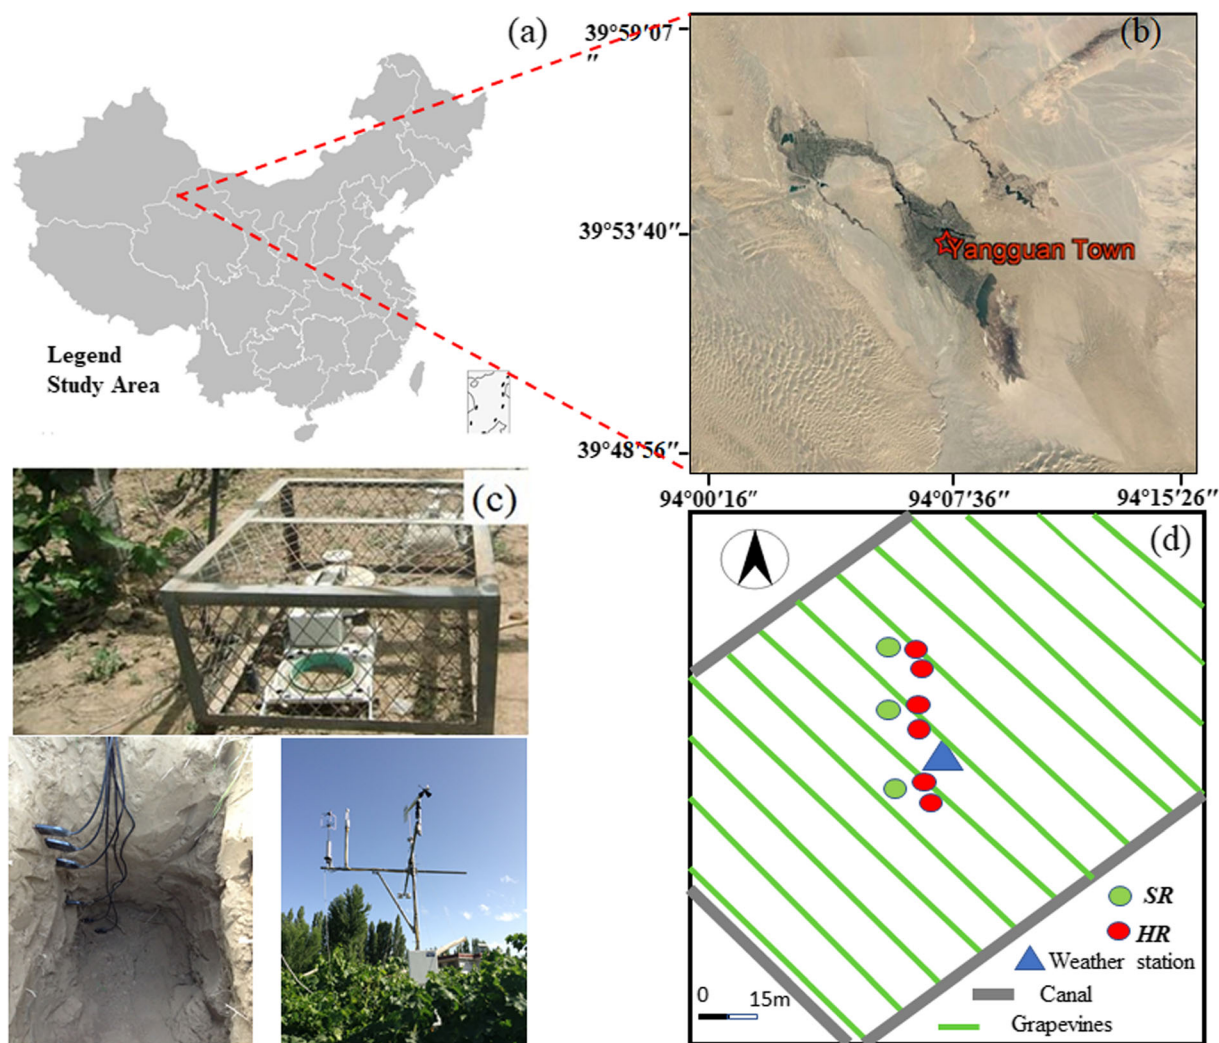 (a)
39°59′07
″
(b)
39°53′40″
Yangguan Town
Legend
Study Area
39°48′56″
94°00′16″
94°07′36″
94°15′26″
(c)
(d)
SR
HR
Weather station
0
15m
Canal
Grapevines